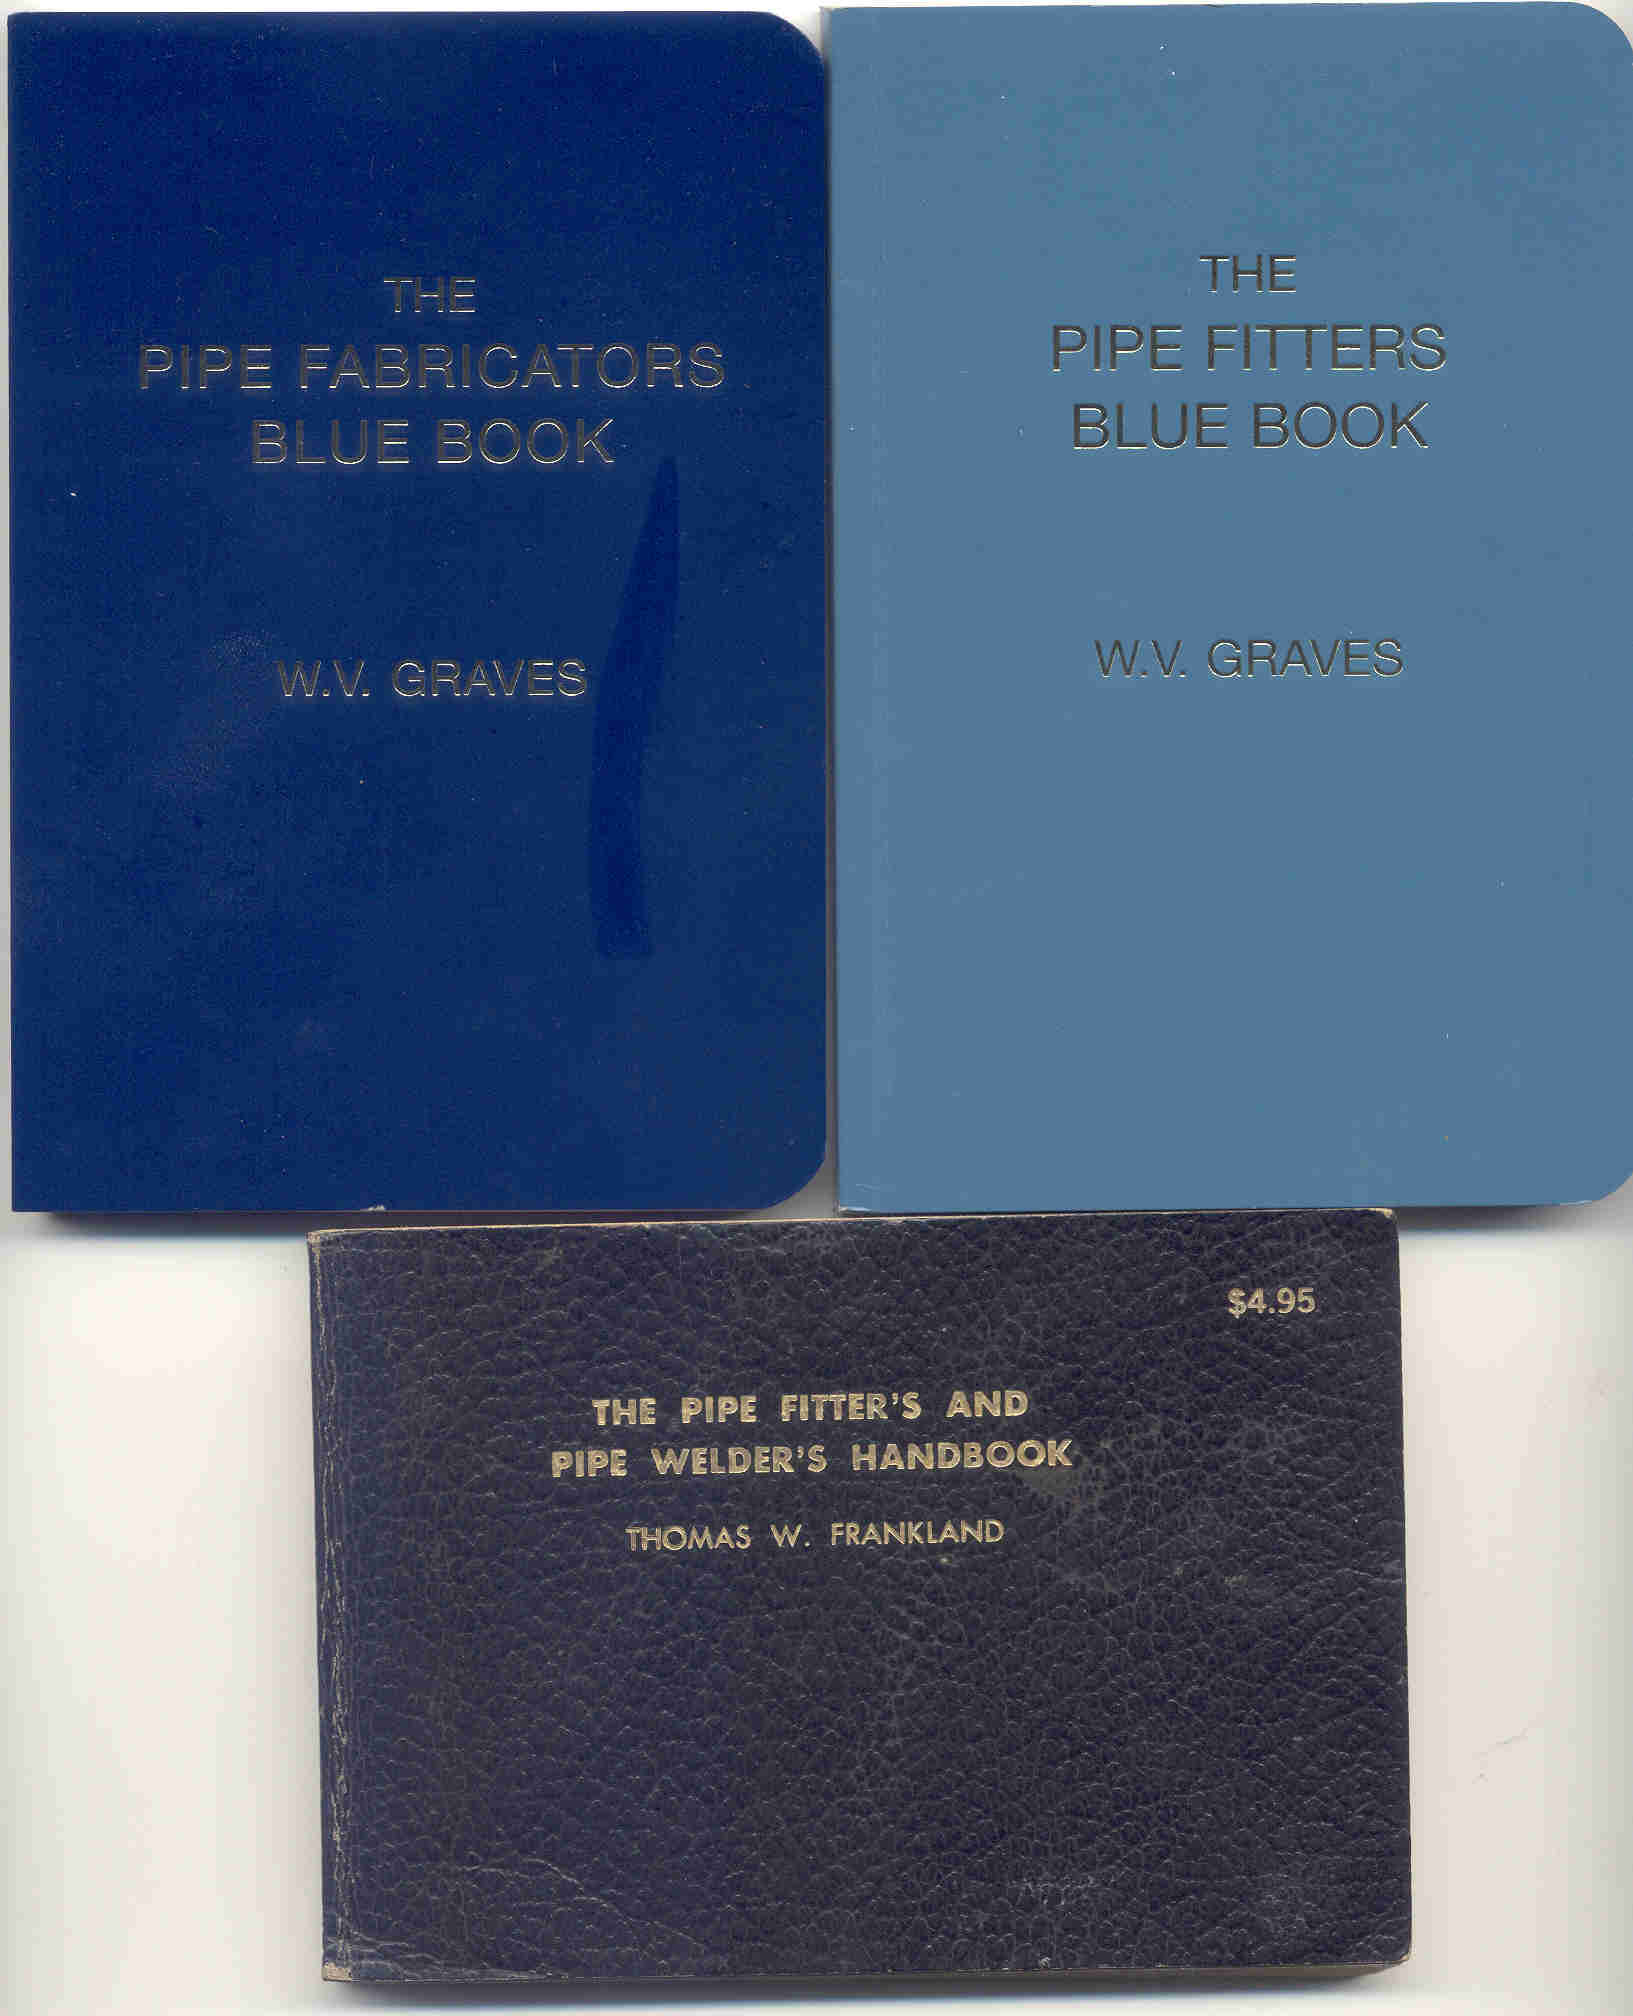 THE
PIPE FABRICATORS
BLUE BOOK
W.V. GRAVES
THE
PIPE FITTERS
BLUE BOOK
W.V. GRAVES
$4.95
THE PIPE FITTER'S AND
PIPE WELDER'S HANDBOOK
THOMAS W. FRANKLAND